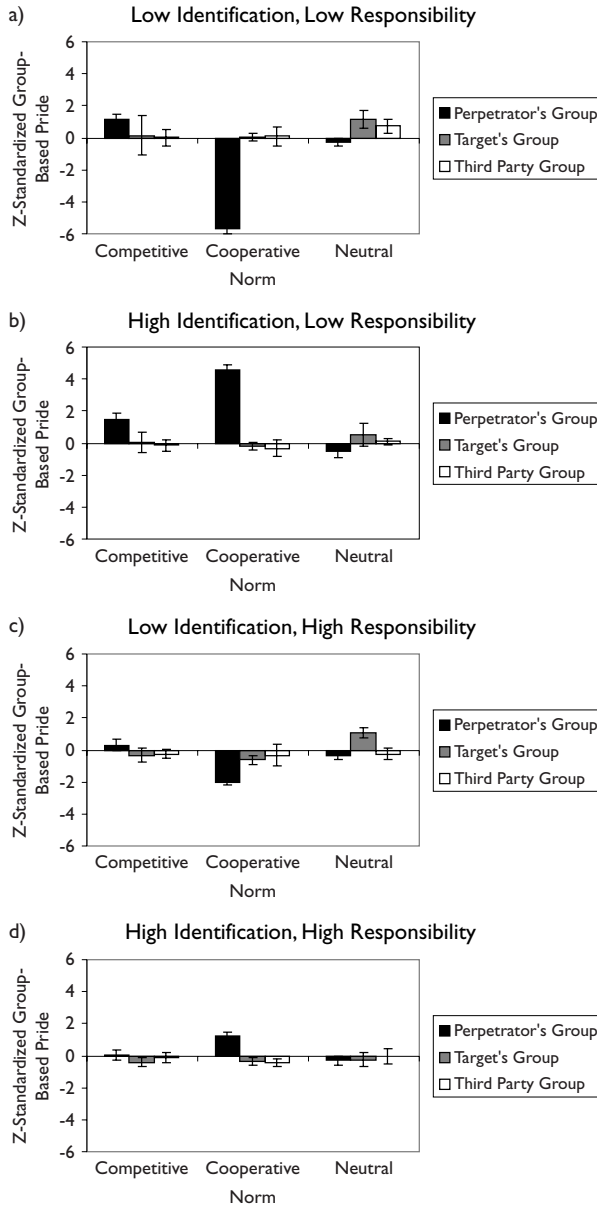 a)
Low Identification, Low Responsibility
Z-Standardized Group-
Based Pride
6
4
2
0
-2
-4
-6
Competitive Cooperative Neutral
Norm
Perpetrator's Group
Target's Group
Third Party Group
b)
High Identification, Low Responsibility
Z-Standardized Group-
Based Pride
6
4
2
0
-2
-4
-6
Competitive Cooperative Neutral
Norm
Perpetrator's Group
Target's Group
Third Party Group
c)
Low Identification, High Responsibility
Z-Standardized Group-
Based Pride
6
4
2
0
-2
-4
-6
Competitive Cooperative Neutral
Norm
Perpetrator's Group
Target's Group
Third Party Group
d)
High Identification, High Responsibility
Z-Standardized Group-
Based Pride
6
4
2
0
-2
-4
-6
Competitive Cooperative Neutral
Norm
Perpetrator's Group
Target's Group
Third Party Group